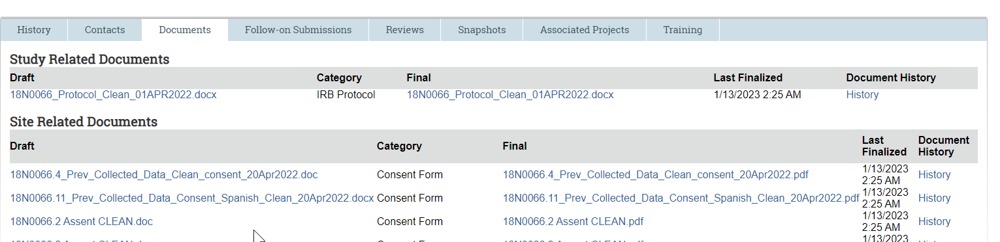 History Contacts Documents Follow-on Submissions Reviews Snapshots Associated Projects Training
Study Related Documents
Draft Category Final Last Finalized Document History
18N0066_Protocol_Clean_01APR2022.docx IRB Protocol 18N0066_Protocol_Clean_01APR2022.docx 1/13/2023 2:25 AM History
Site Related Documents
Draft Category Final Last Finalized Document History
18N0066.4_Prev_Collected_Data_Clean_consent_20Apr2022.doc Consent Form 18N0066.4_Prev_Collected_Data_Clean_consent_20Apr2022.pdf 1/13/2023 2:25 AM History
18N0066.11_Prev_Collected_Data_Consent_Spanish_Clean_20Apr2022.docx Consent Form 18N0066.11_Prev_Collected_Data_Consent_Spanish_Clean_20Apr2022.pdf 1/13/2023 2:25 AM History
18N0066.2 Assent CLEAN.doc Consent Form 18N0066.2 Assent CLEAN.pdf 1/13/2023 2:25 AM History
Consent Form 1/13/2023 History